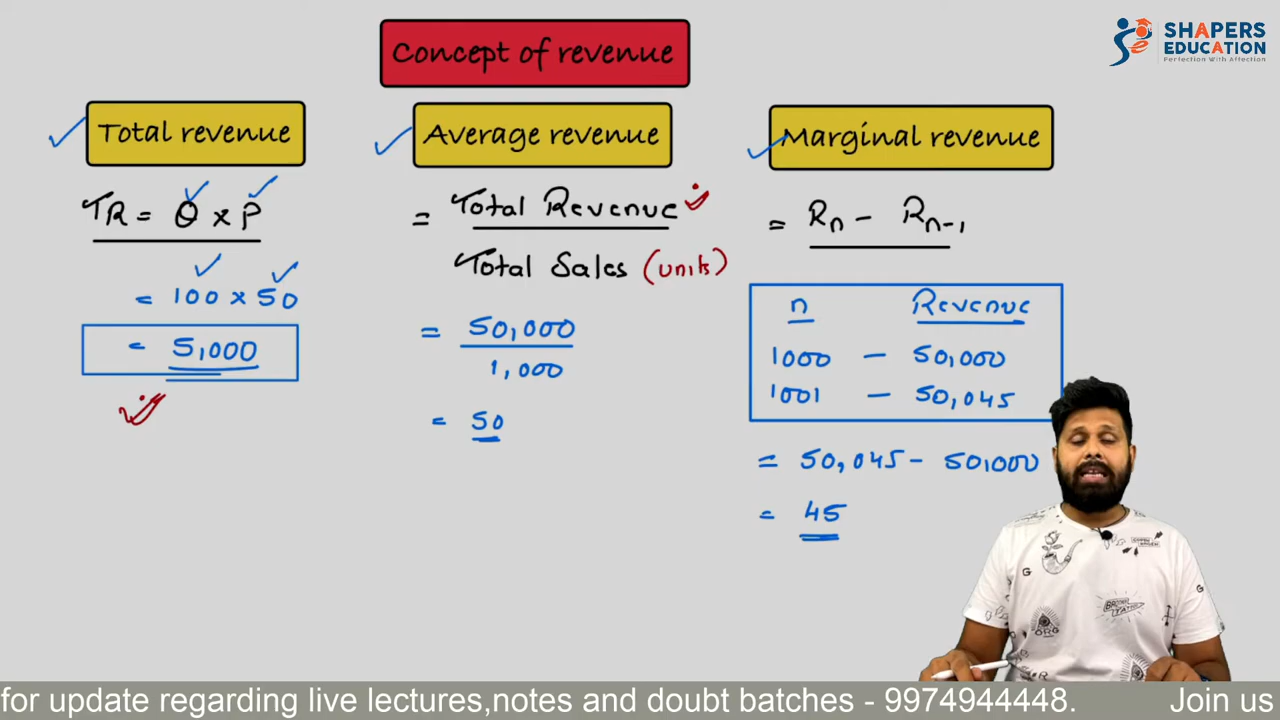 Concept of revenue
SHAPERS
EDUCATION
Perfection With Affection
Total revenue
TR = Q x P
= 100 x 50
= 5,000
Average revenue
= Total Revenue
Total Sales (units)
= 50,000
1,000
= 50
Marginal revenue
= Rn - Rn-1
n Revenue
1000 - 50,000
1001 - 50,045
= 50,045 - 50,000
= 45
for update regarding live lectures,notes and doubt batches - 9974944448. Join us